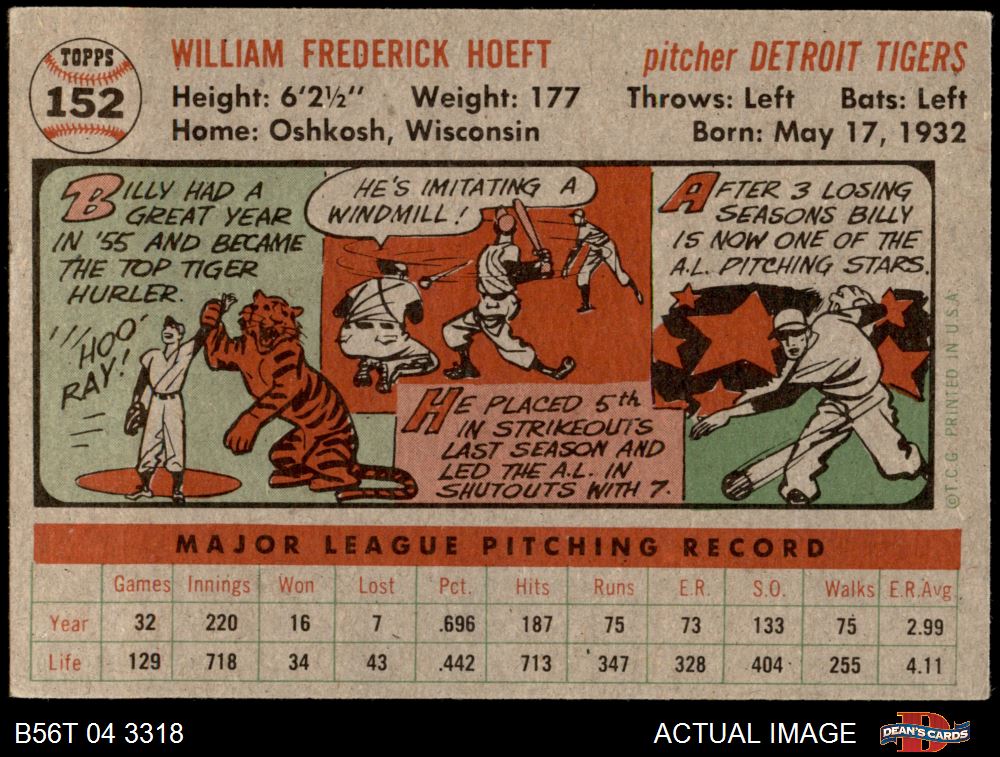 TOPPS
152
WILLIAM FREDERICK HOEFT
pitcher DETROIT TIGERS
Height: 6'2½" Weight: 177 Throws: Left Bats: Left
Home: Oshkosh, Wisconsin Born: May 17, 1932
BILLY HAD A
GREAT YEAR
IN '55 AND BECAME
THE TOP TIGER
HURLER.
HOO
RAY!
HE'S IMITATING A
WINDMILL!
HE PLACED 5th
IN STRIKEOUTS
LAST SEASON AND
LED THE A.L. IN
SHUTOUTS WITH 7.
AFTER 3 LOSING
SEASONS BILLY
IS NOW ONE OF THE
A.L. PITCHING STARS.
©T.C.G. PRINTED IN U.S.A.
MAJOR LEAGUE PITCHING RECORD
Games Innings Won Lost Pct. Hits Runs E.R. S.O. Walks E.R.Avg.
Year 32 220 16 7 .696 187 75 73 133 75 2.99
Life 129 718 34 43 .442 713 347 328 404 255 4.11
B56T 04 3318
ACTUAL IMAGE
D
DEAN'S CARDS